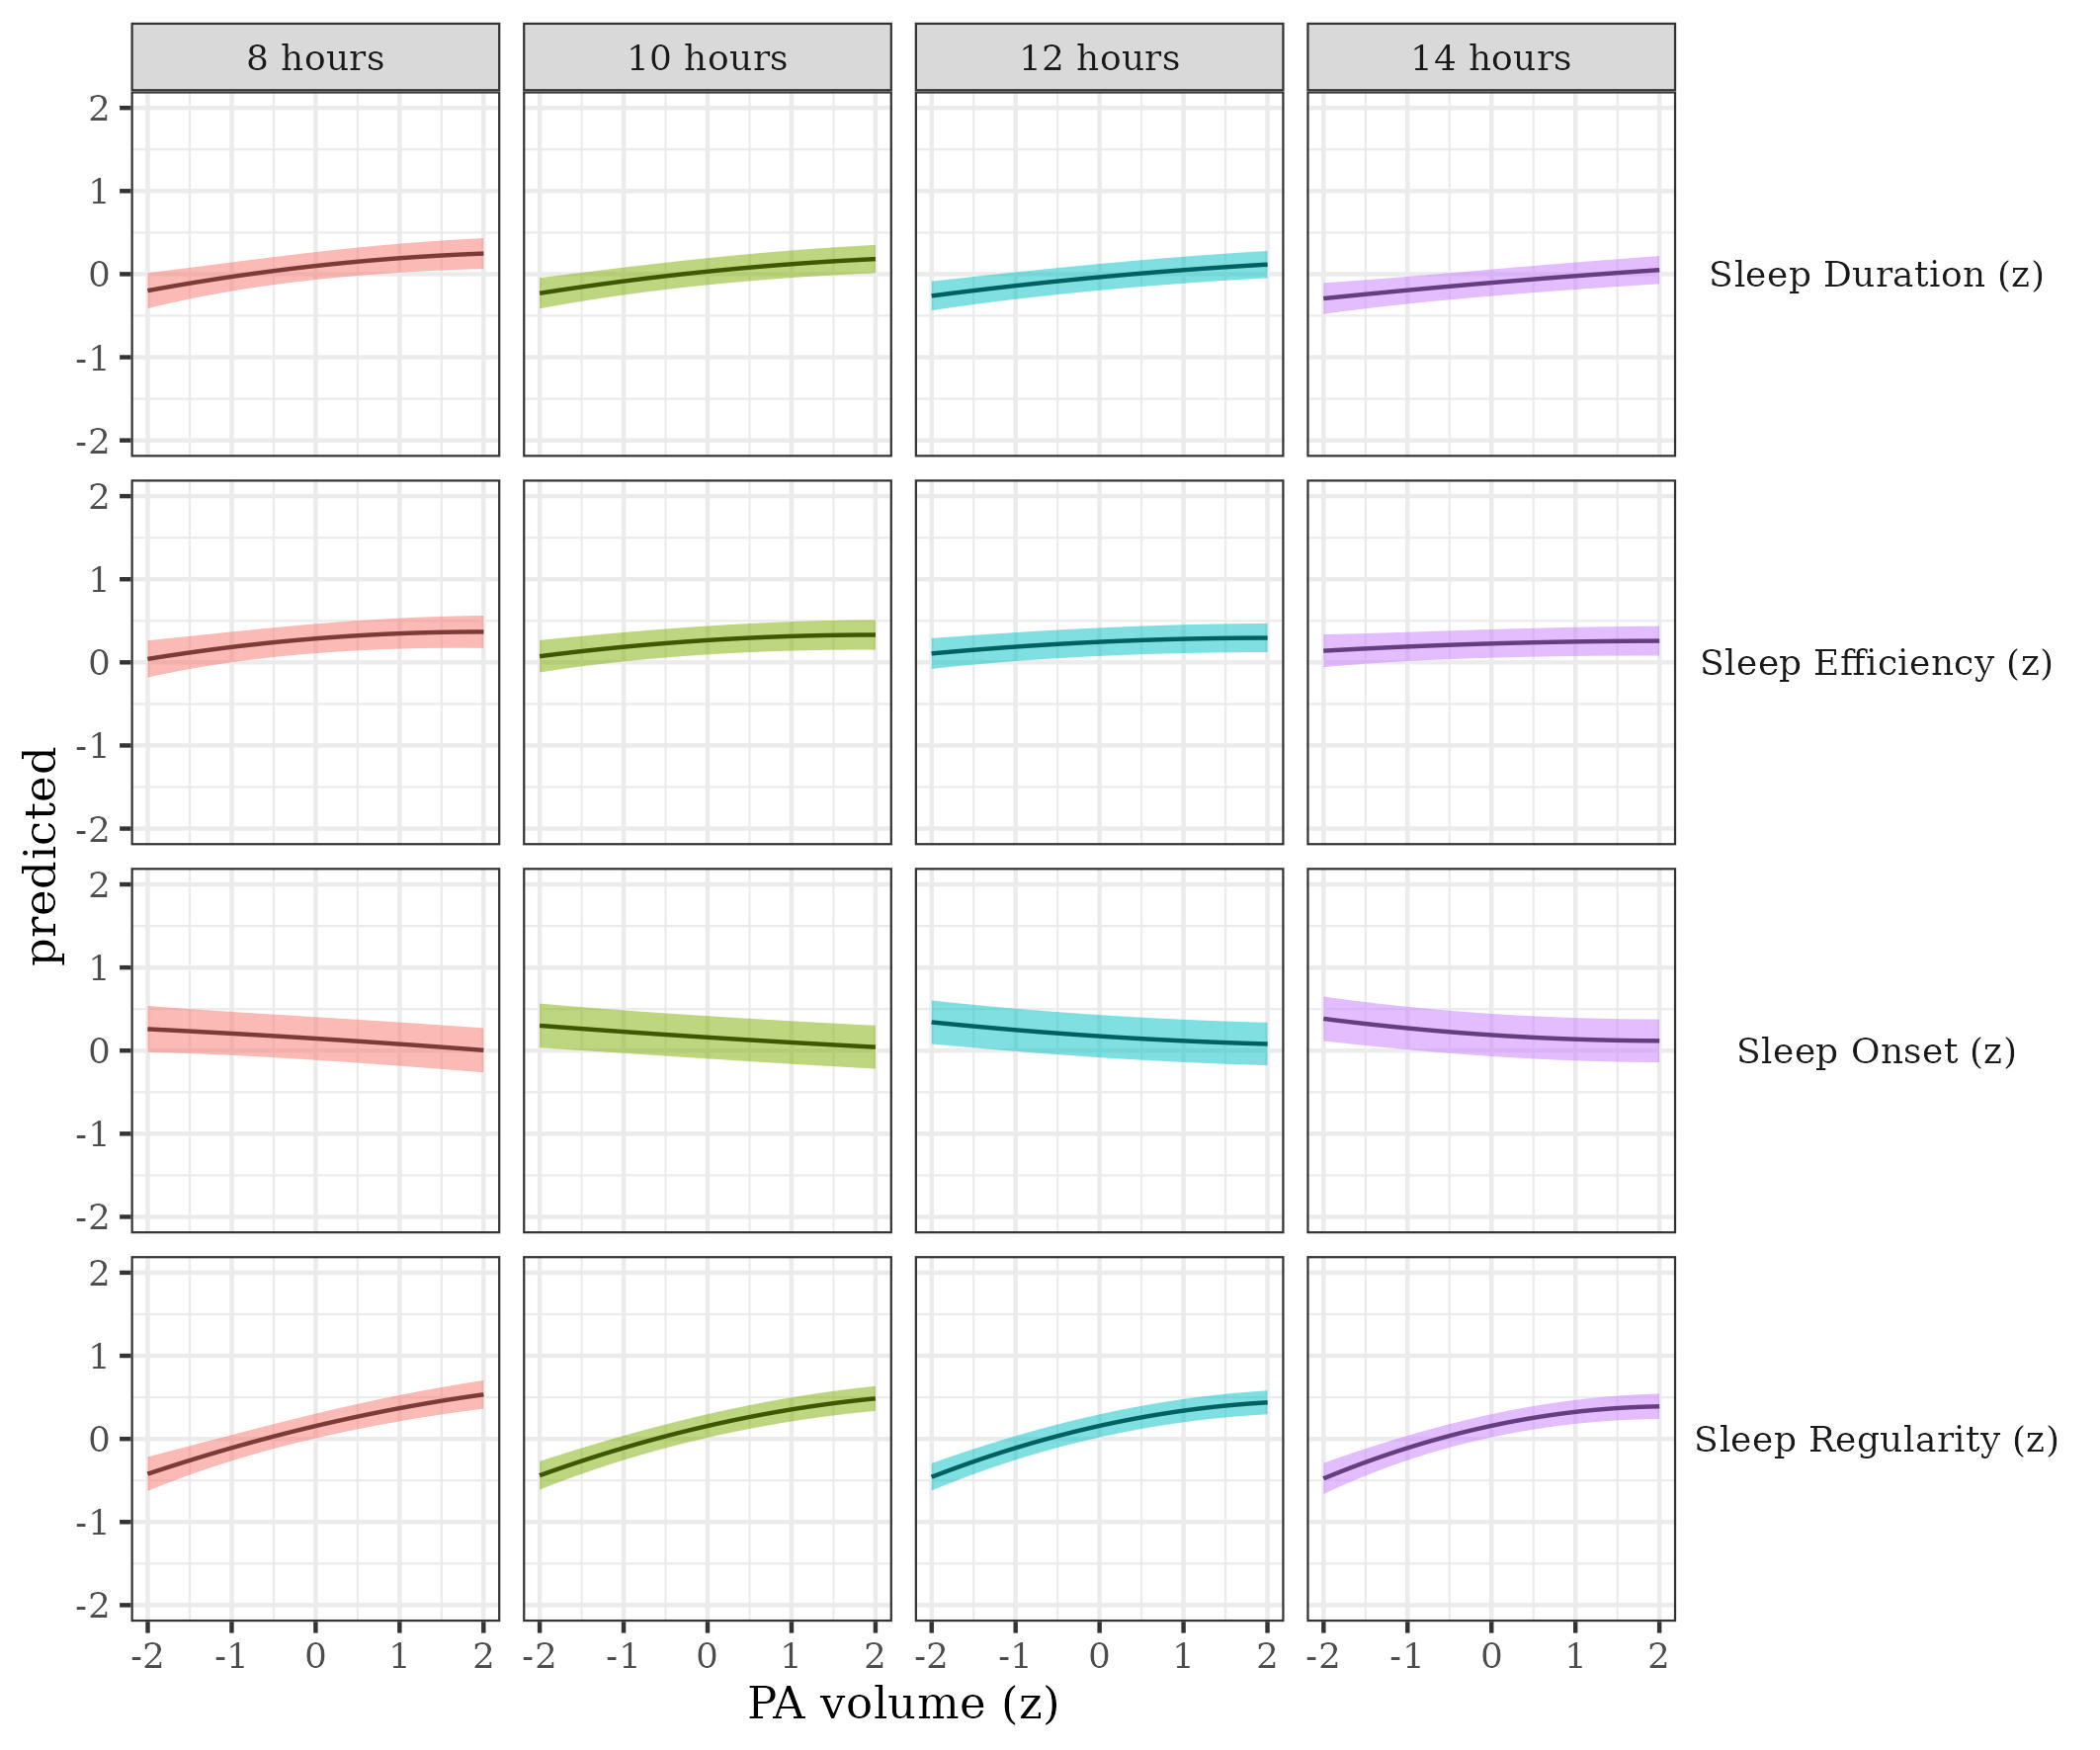 8 hours 10 hours 12 hours 14 hours
2
1
0
-1
-2
Sleep Duration (z)
2
1
0
-1
-2
Sleep Efficiency (z)
predicted
2
1
0
-1
-2
Sleep Onset (z)
2
1
0
-1
-2
Sleep Regularity (z)
-2 -1 0 1 2 -2 -1 0 1 2 -2 -1 0 1 2 -2 -1 0 1 2
PA volume (z)